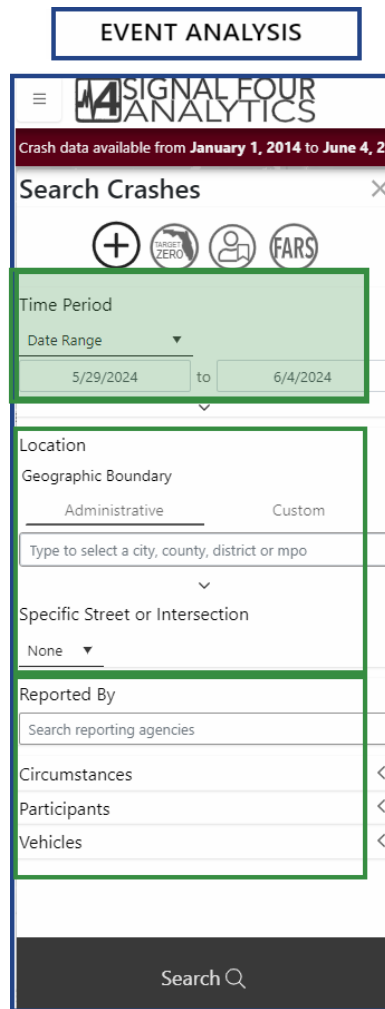 EVENT ANALYSIS
SIGNAL FOUR
ANALYTICS
Crash data available from January 1, 2014 to June 4, 2
Search Crashes
TARGET
ZERO
FARS
Time Period
Date Range
5/29/2024 to 6/4/2024
Location
Geographic Boundary
Administrative Custom
Type to select a city, county, district or mpo
Specific Street or Intersection
None
Reported By
Search reporting agencies
Circumstances
Participants
Vehicles
Search